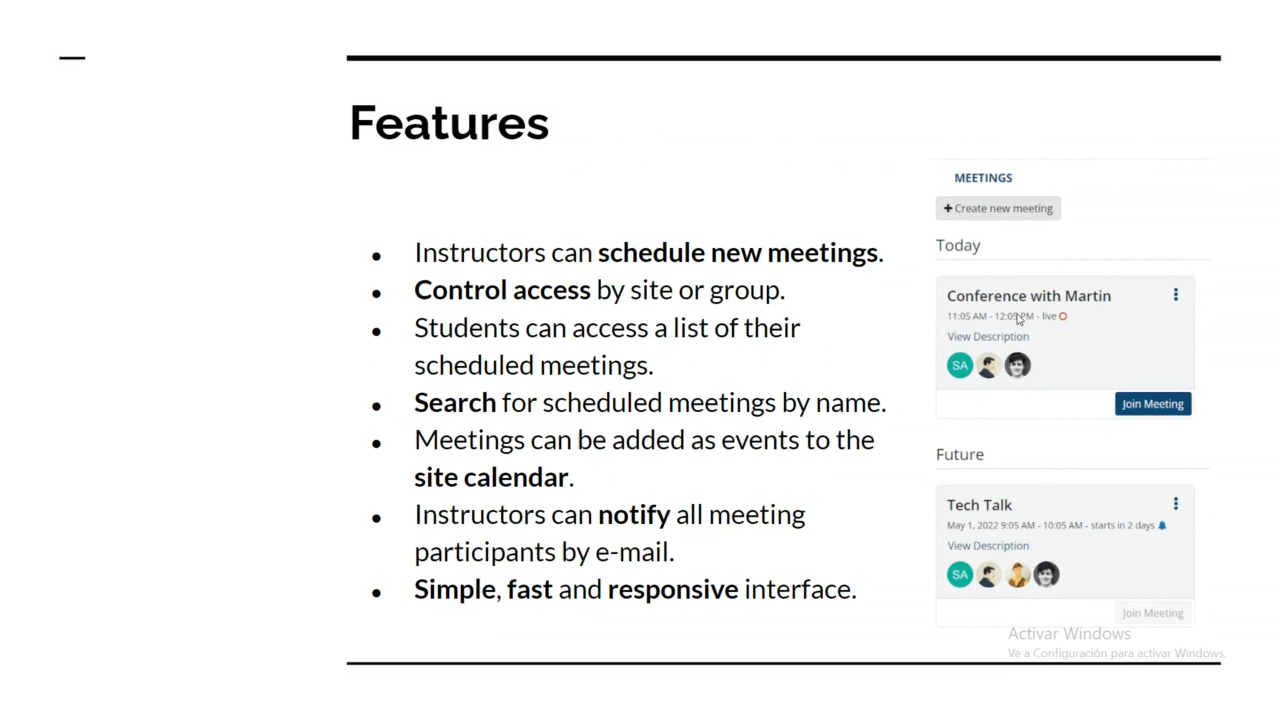 Features
Instructors can schedule new meetings.
Control access by site or group.
Students can access a list of their
scheduled meetings.
Search for scheduled meetings by name.
Meetings can be added as events to the
site calendar.
Instructors can notify all meeting
participants by e-mail.
Simple, fast and responsive interface.
MEETINGS
+ Create new meeting
Today
Conference with Martin
11:05 AM - 12:05 PM - live
View Description
SA
Join Meeting
Future
Tech Talk
May 1, 2022 9:05 AM - 10:05 AM - starts in 2 days
View Description
SA
Join Meeting
Activar Windows
Ve a Configuración para activar Windows.